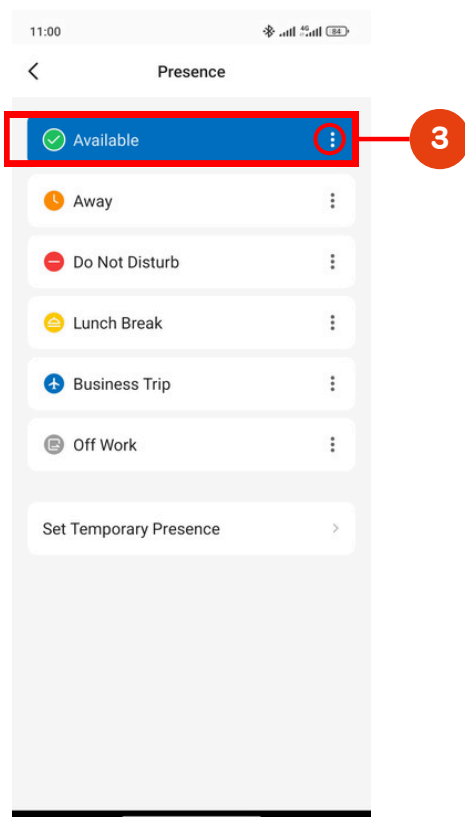 11:00
4G
84
Presence
Available
3
Away
Do Not Disturb
Lunch Break
Business Trip
Off Work
Set Temporary Presence